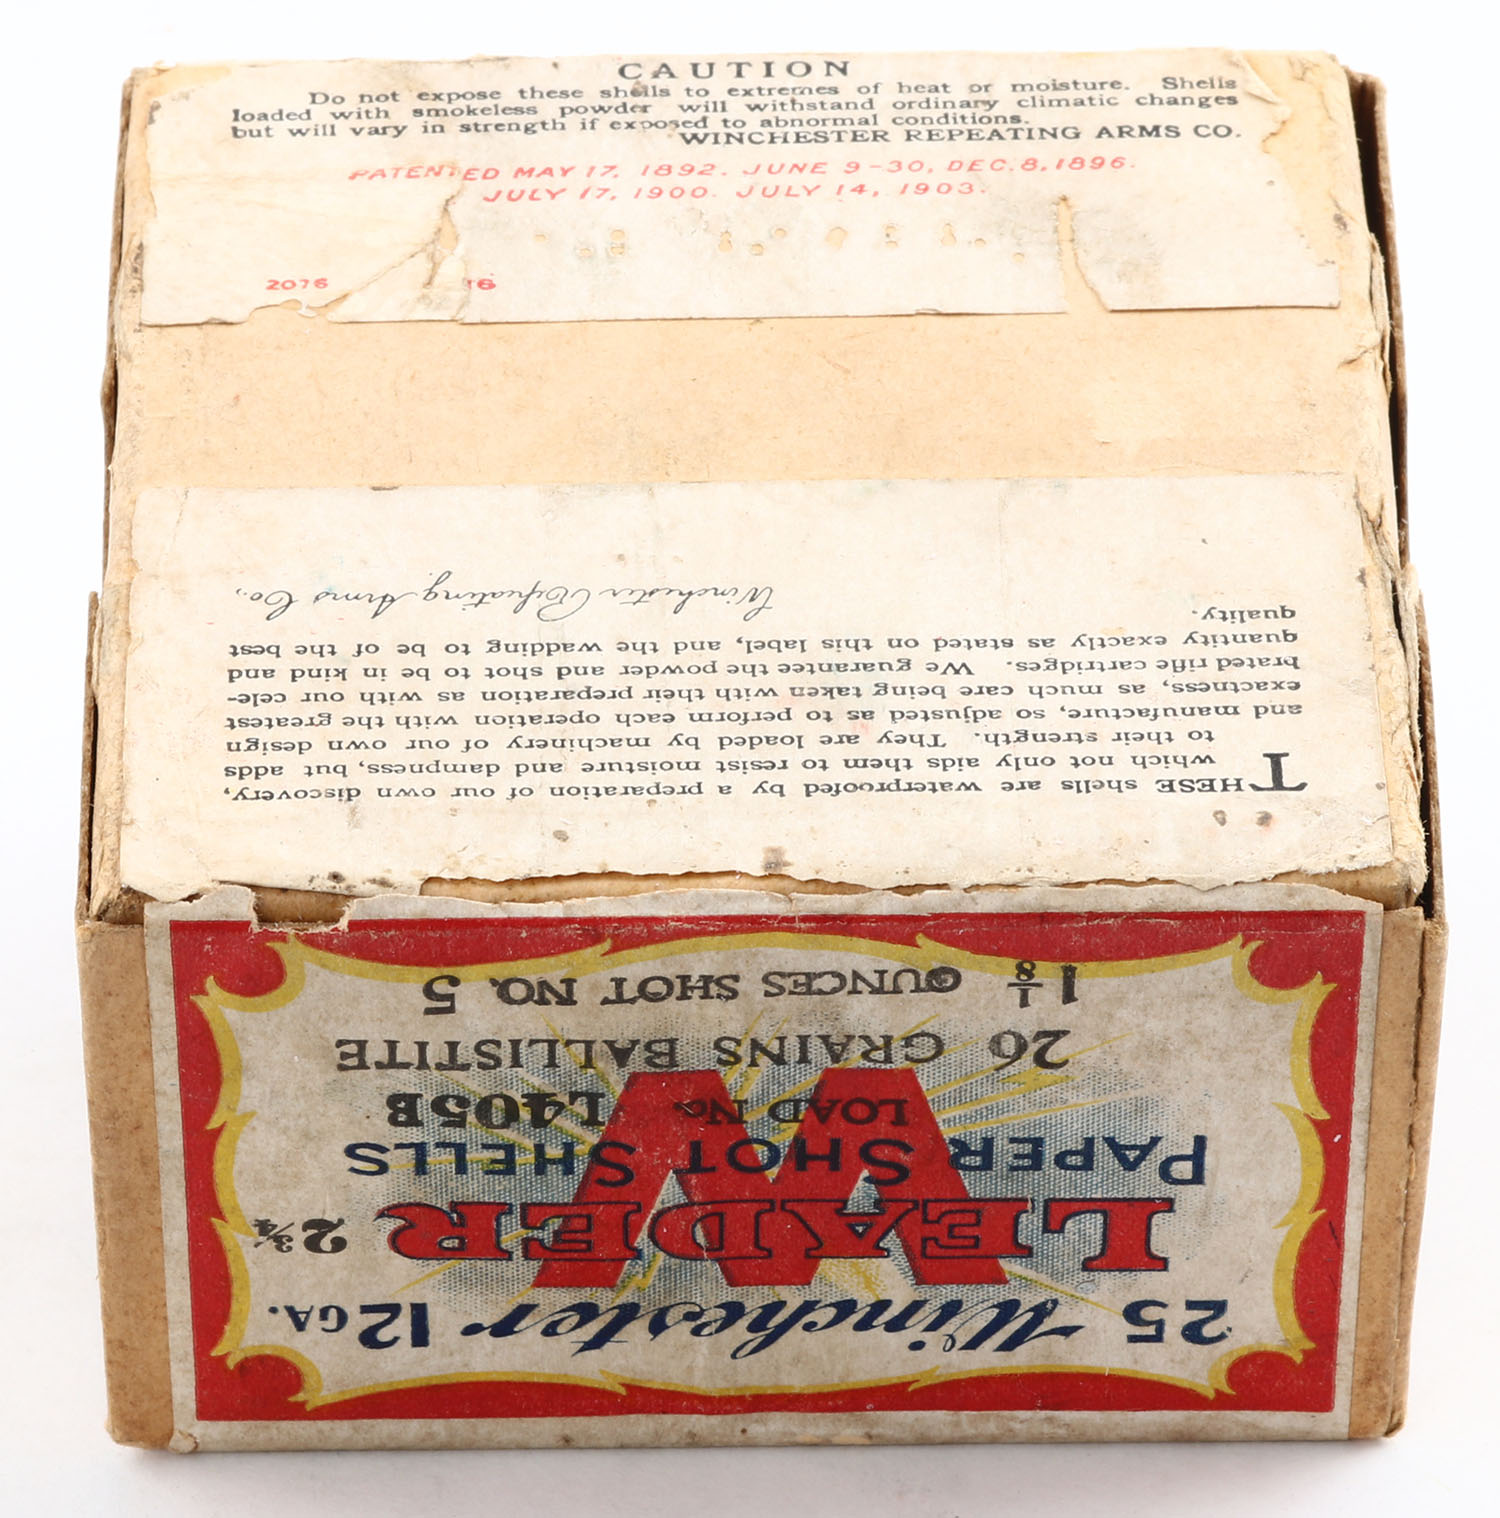 CAUTION
Do not expose these shells to extremes of heat or moisture. Shells
loaded with smokeless powder will withstand ordinary climatic changes
but will vary in strength if exposed to abnormal conditions.
WINCHESTER REPEATING ARMS CO.
PATENTED MAY 17, 1892. JUNE 9-30, DEC. 8, 1896.
JULY 17, 1900. JULY 14, 1903.
2076 76
THESE shells are waterproofed by a preparation of our own discovery,
which not only aids them to resist moisture and dampness, but adds
to their strength. They are loaded by machinery of our own design
and manufacture, so adjusted as to perform each operation with the greatest
exactness, as much care being taken with their preparation as with our cele-
brated rifle cartridges. We guarantee the powder and shot to be in kind and
quantity exactly as stated on this label, and the wadding to be of the best
quality.
Winchester Repeating Arms Co.,
25 Winchester 12 GA.
LEADER 2 3/4
PAPER SHOT SHELLS
LOAD No. L405B
26 GRAINS BALLISTITE
1 1/8 OUNCES SHOT NO. 5
W